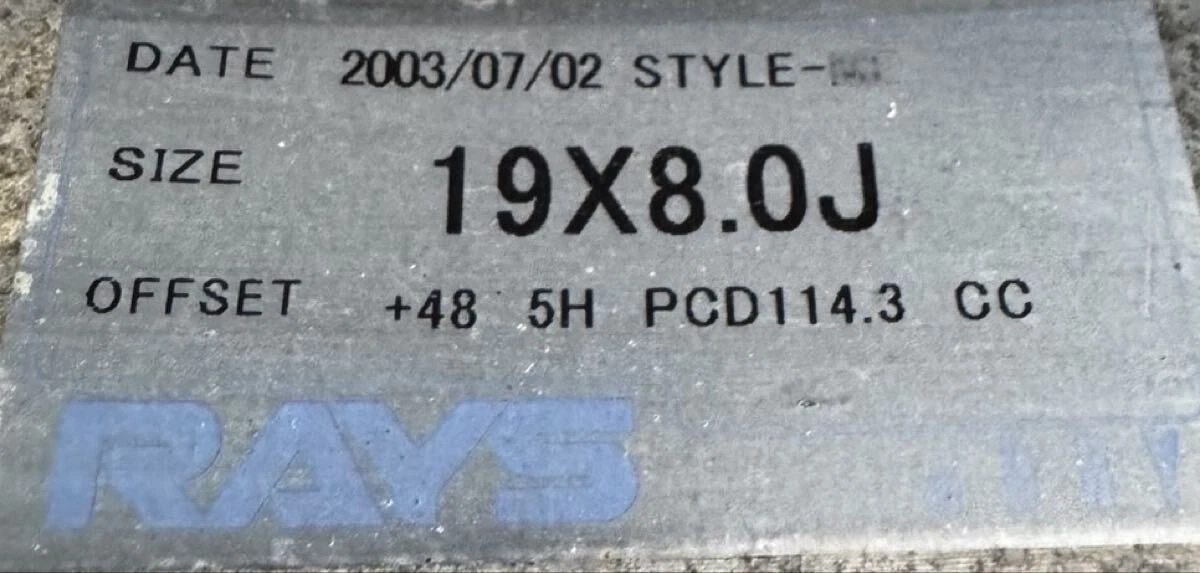 DATE 2003/07/02 STYLE-
SIZE 19X8.0J
OFFSET +48 5H PCD114.3 CC
RAYS